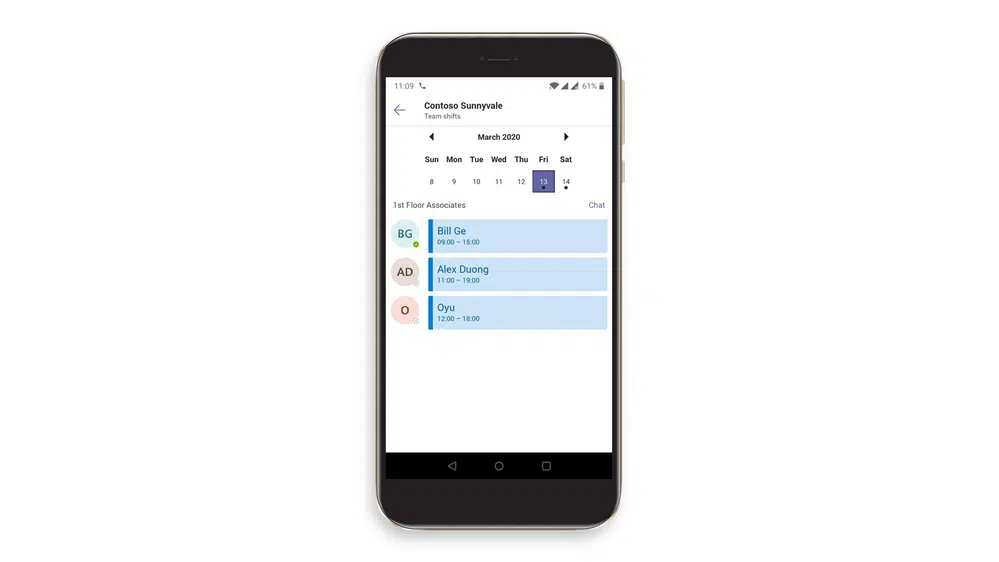 11:09 61%
Contoso Sunnyvale
Team shifts
March 2020
Sun Mon Tue Wed Thu Fri Sat
8 9 10 11 12 13 14
1st Floor Associates Chat
BG Bill Ge
09:00 – 15:00
AD Alex Duong
11:00 – 19:00
O Oyu
12:00 – 18:00